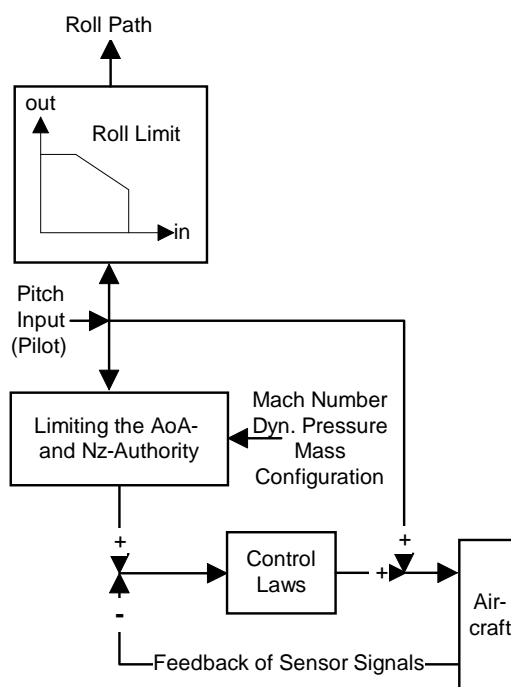 Roll Path
out
Roll Limit
in
Pitch
Input
(Pilot)
Limiting the AoA-
and Nz-Authority
Mach Number
Dyn. Pressure
Mass
Configuration
+
-
Control
Laws
+
+
Air-
craft
Feedback of Sensor Signals